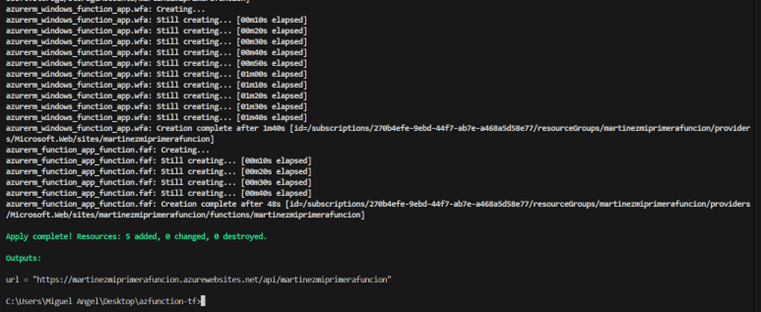 azurerm_windows_function_app.wfa: Creating...
azurerm_windows_function_app.wfa: Still creating... [00m10s elapsed]
azurerm_windows_function_app.wfa: Still creating... [00m20s elapsed]
azurerm_windows_function_app.wfa: Still creating... [00m30s elapsed]
azurerm_windows_function_app.wfa: Still creating... [00m40s elapsed]
azurerm_windows_function_app.wfa: Still creating... [00m50s elapsed]
azurerm_windows_function_app.wfa: Still creating... [01m00s elapsed]
azurerm_windows_function_app.wfa: Still creating... [01m10s elapsed]
azurerm_windows_function_app.wfa: Still creating... [01m20s elapsed]
azurerm_windows_function_app.wfa: Still creating... [01m30s elapsed]
azurerm_windows_function_app.wfa: Still creating... [01m40s elapsed]
azurerm_windows_function_app.wfa: Creation complete after 1m40s [id=/subscriptions/270b4efe-9ebd-44f7-ab7e-a468a5d58e77/resourceGroups/martinezmiprimerafuncion/provider
s/Microsoft.Web/sites/martinezmiprimerafuncion]
azurerm_function_app_function.faf: Creating...
azurerm_function_app_function.faf: Still creating... [00m10s elapsed]
azurerm_function_app_function.faf: Still creating... [00m20s elapsed]
azurerm_function_app_function.faf: Still creating... [00m30s elapsed]
azurerm_function_app_function.faf: Still creating... [00m40s elapsed]
azurerm_function_app_function.faf: Creation complete after 48s [id=/subscriptions/270b4efe-9ebd-44f7-ab7e-a468a5d58e77/resourceGroups/martinezmiprimerafuncion/providers
/Microsoft.Web/sites/martinezmiprimerafuncion/functions/martinezmiprimerafuncion]
Apply complete! Resources: 5 added, 0 changed, 0 destroyed.
Outputs:
url = "https://martinezmiprimerafuncion.azurewebsites.net/api/martinezmiprimerafuncion"
C:\Users\Miguel Angel\Desktop\azfunction-tf>